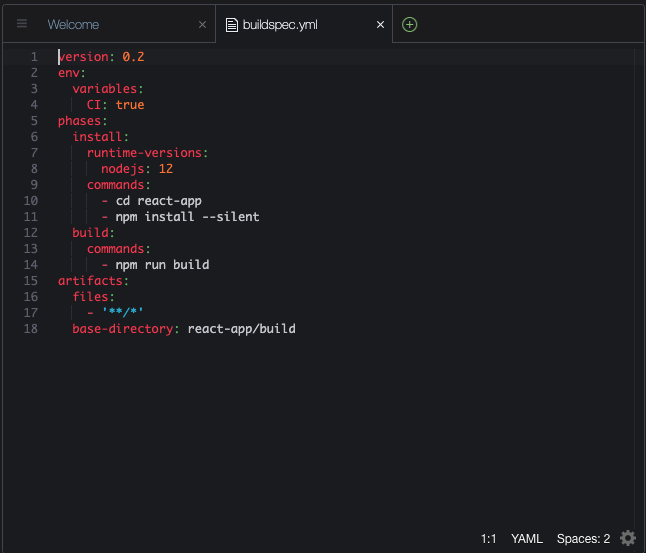 Welcome
buildspec.yml
1 version: 0.2
2 env:
3   variables:
4     CI: true
5 phases:
6   install:
7     runtime-versions:
8       nodejs: 12
9     commands:
10       - cd react-app
11       - npm install --silent
12   build:
13     commands:
14       - npm run build
15 artifacts:
16   files:
17     - '**/*'
18   base-directory: react-app/build
1:1 YAML Spaces: 2